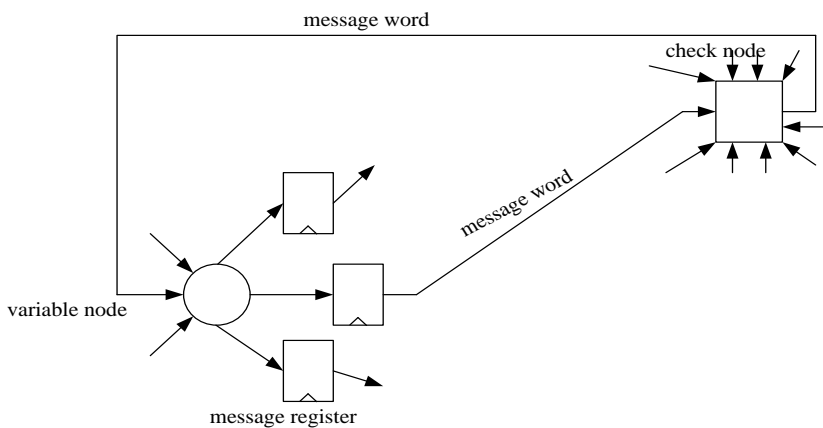 message word
check node
message word
variable node
message register